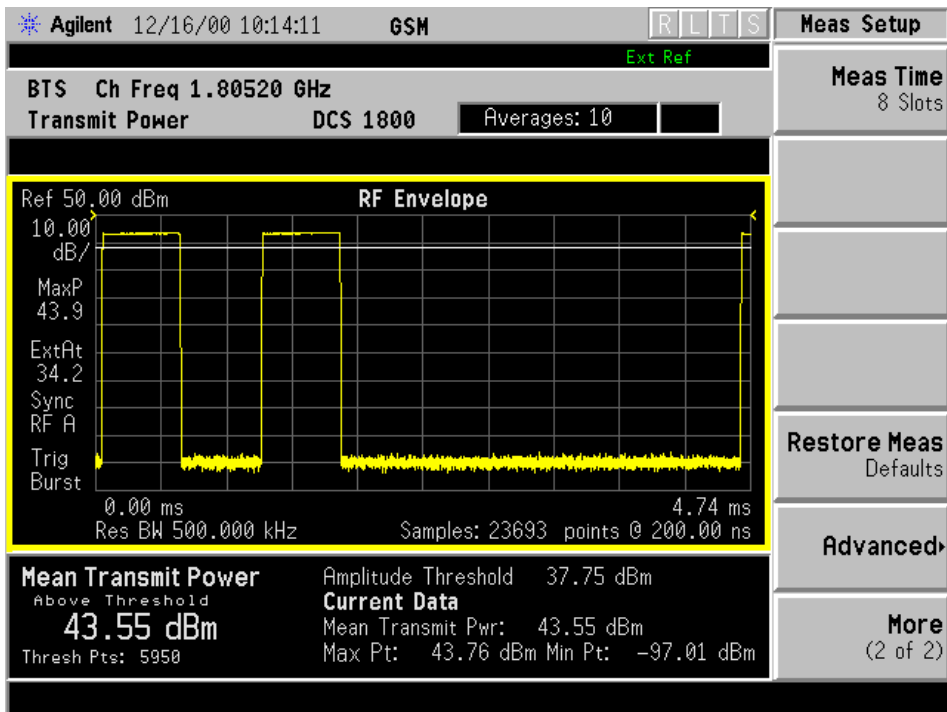 Agilent 12/16/00 10:14:11 GSM R L T S Meas Setup
Ext Ref
BTS Ch Freq 1.80520 GHz
Transmit Power DCS 1800 Averages: 10
Meas Time
8 Slots
Ref 50.00 dBm RF Envelope
10.00
dB/
MaxP
43.9
ExtAt
34.2
Sync
RF A
Trig
Burst
0.00 ms 4.74 ms
Res BW 500.000 kHz Samples: 23693 points @ 200.00 ns
Restore Meas
Defaults
Advanced
More
(2 of 2)
Mean Transmit Power
Above Threshold
43.55 dBm
Thresh Pts: 5950
Amplitude Threshold 37.75 dBm
Current Data
Mean Transmit Pwr: 43.55 dBm
Max Pt: 43.76 dBm Min Pt: -97.01 dBm